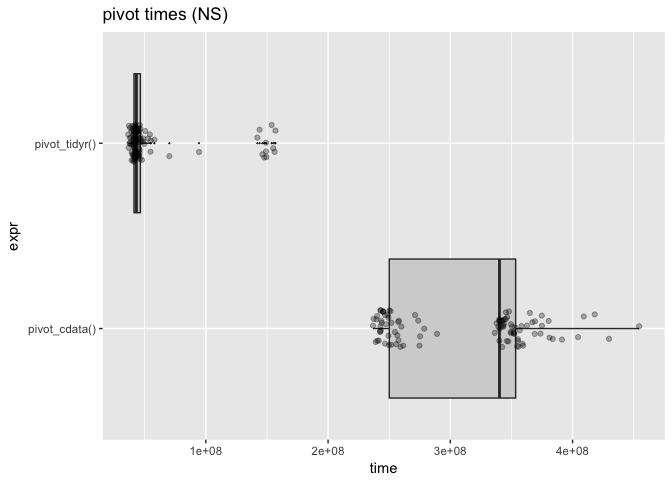 pivot times (NS)
pivot_tidyr()
expr
pivot_cdata()
1e+08 2e+08 3e+08 4e+08
time